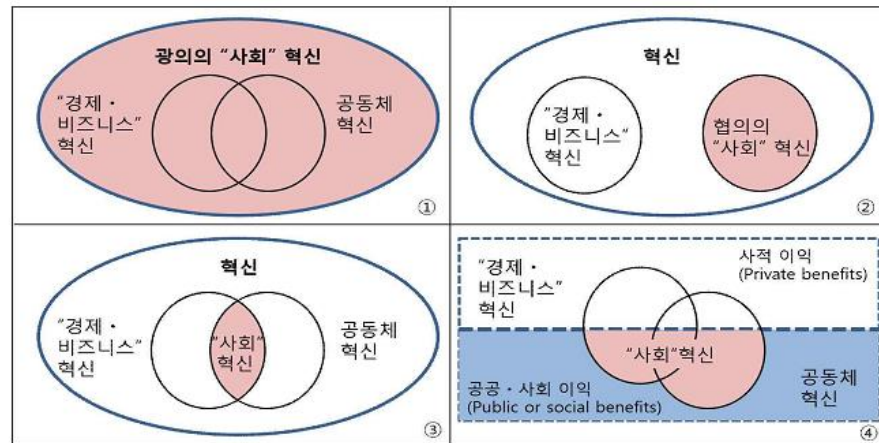 광의의 “사회” 혁신
“경제・
비즈니스”
혁신
공동체
혁신
①
혁신
“경제・
비즈니스”
혁신
협의의
“사회” 혁신
②
혁신
“경제・
비즈니스”
혁신
“사회”
혁신
공동체
혁신
③
“경제・
비즈니스”
혁신
사적 이익
(Private benefits)
“사회”혁신
공공・사회 이익
(Public or social benefits)
공동체
혁신
④